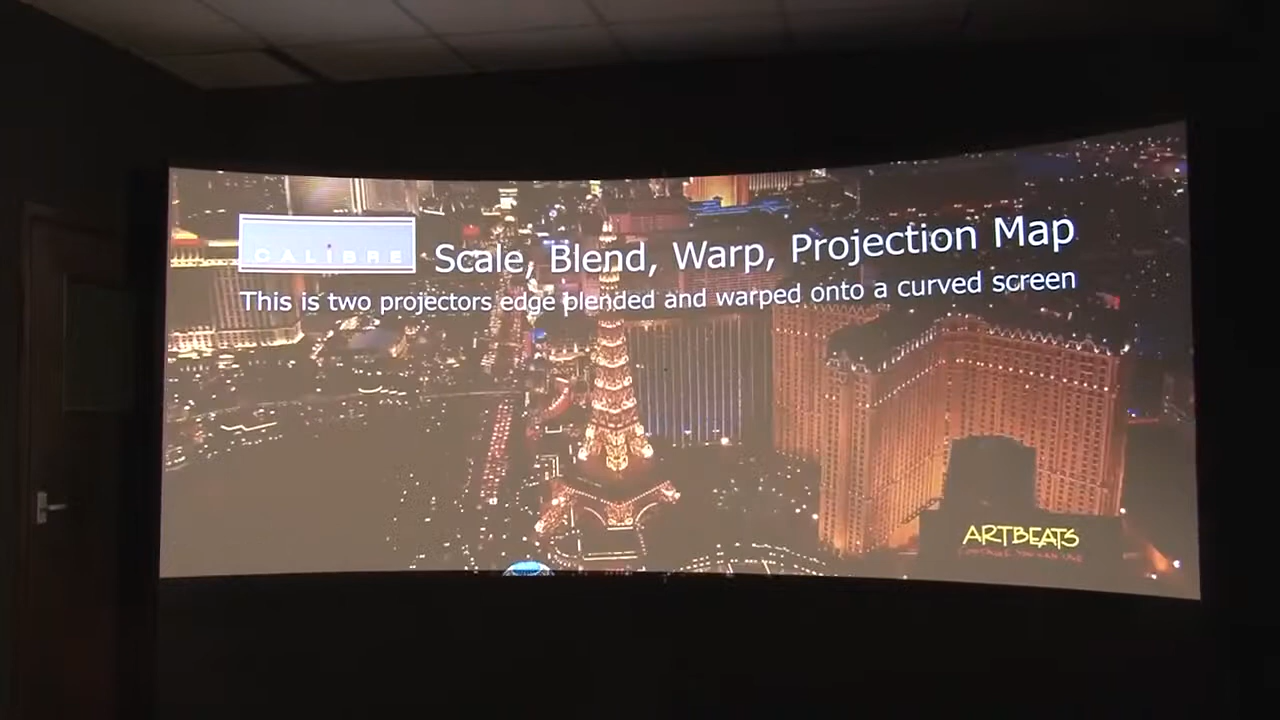 CALIBRE
Scale, Blend, Warp, Projection Map
This is two projectors edge blended and warped onto a curved screen
ARTBEATS